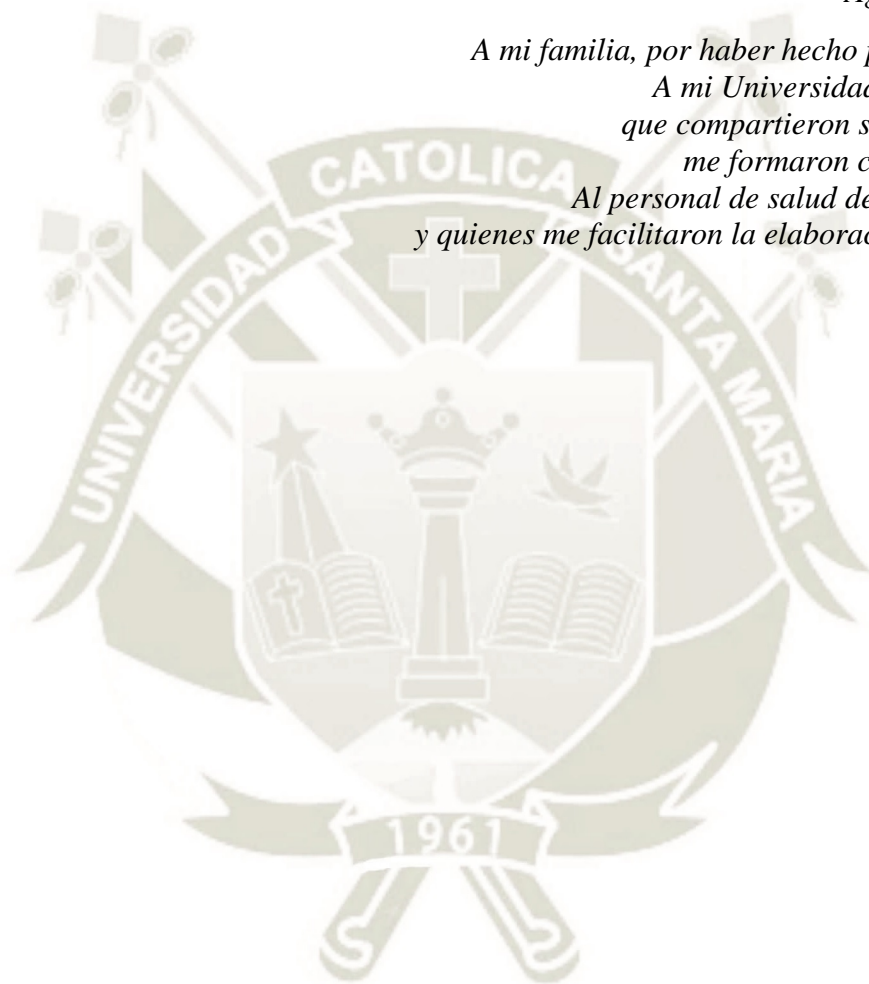 A mi familia, por haber hecho
A mi Universidad
que compartieron
me formaron
Al personal de salud
y quienes me facilitaron la
UNIVERSIDAD CATOLICA SANTA MARIA
1961